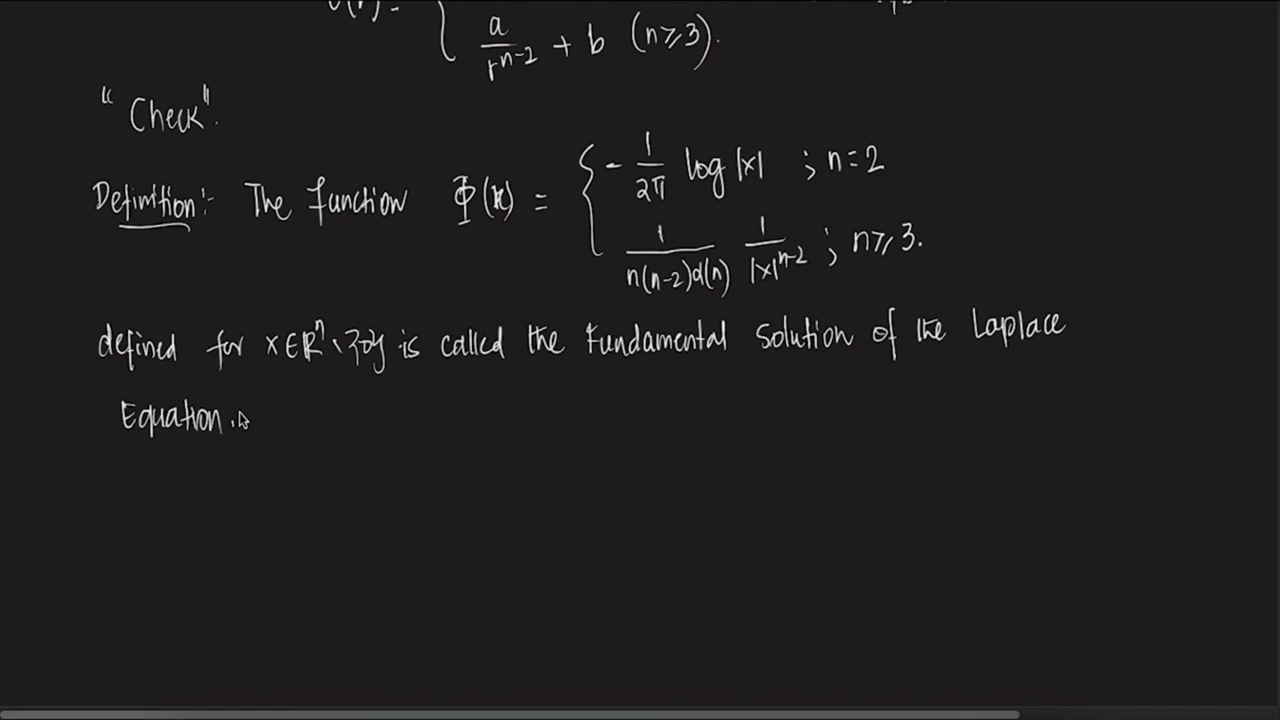 a/r^{n-2} + b (n ≥ 3).
"Check".
Definition:- The function Φ(x) = { - 1/2π log |x| ; n = 2
1/n(n-2)α(n) 1/|x|^{n-2} ; n ≥ 3.
defined for x ∈ ℝ^n \ {0} is called the Fundamental Solution of the Laplace
Equation.